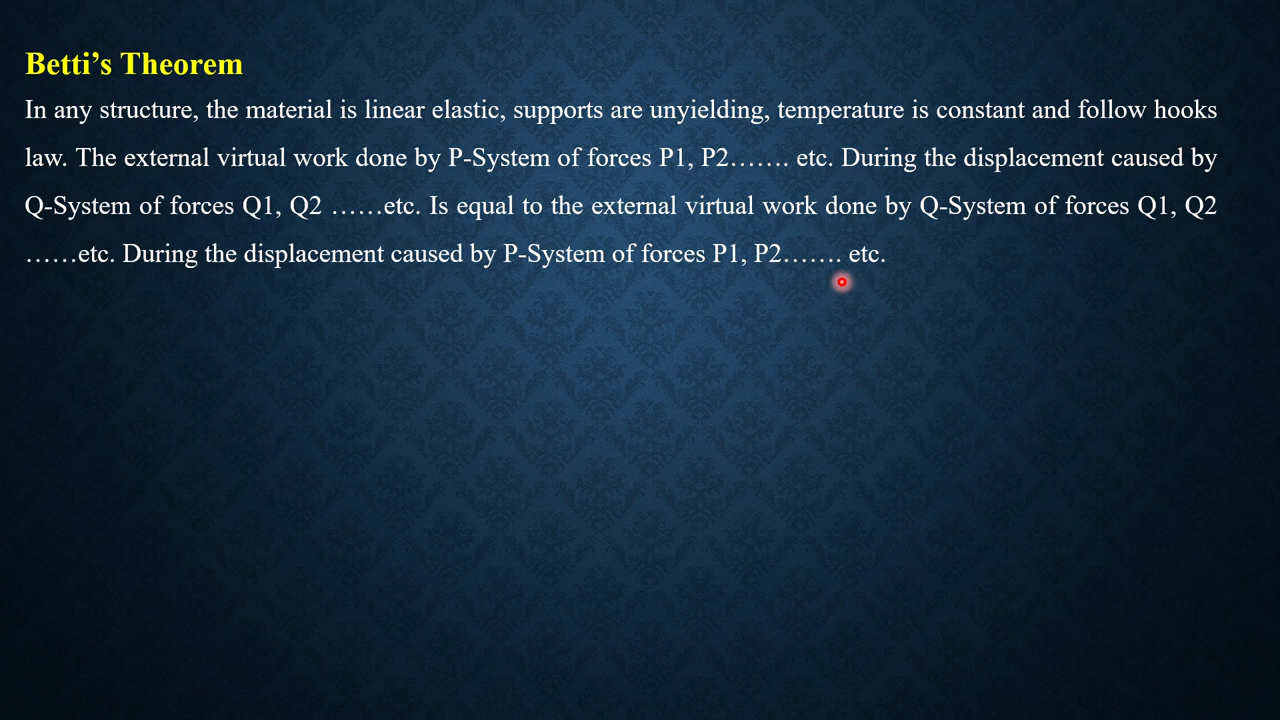 Betti’s Theorem
In any structure, the material is linear elastic, supports are unyielding, temperature is constant and follow hooks
law. The external virtual work done by P-System of forces P1, P2……. etc. During the displacement caused by
Q-System of forces Q1, Q2 ……etc. Is equal to the external virtual work done by Q-System of forces Q1, Q2
……etc. During the displacement caused by P-System of forces P1, P2……. etc.